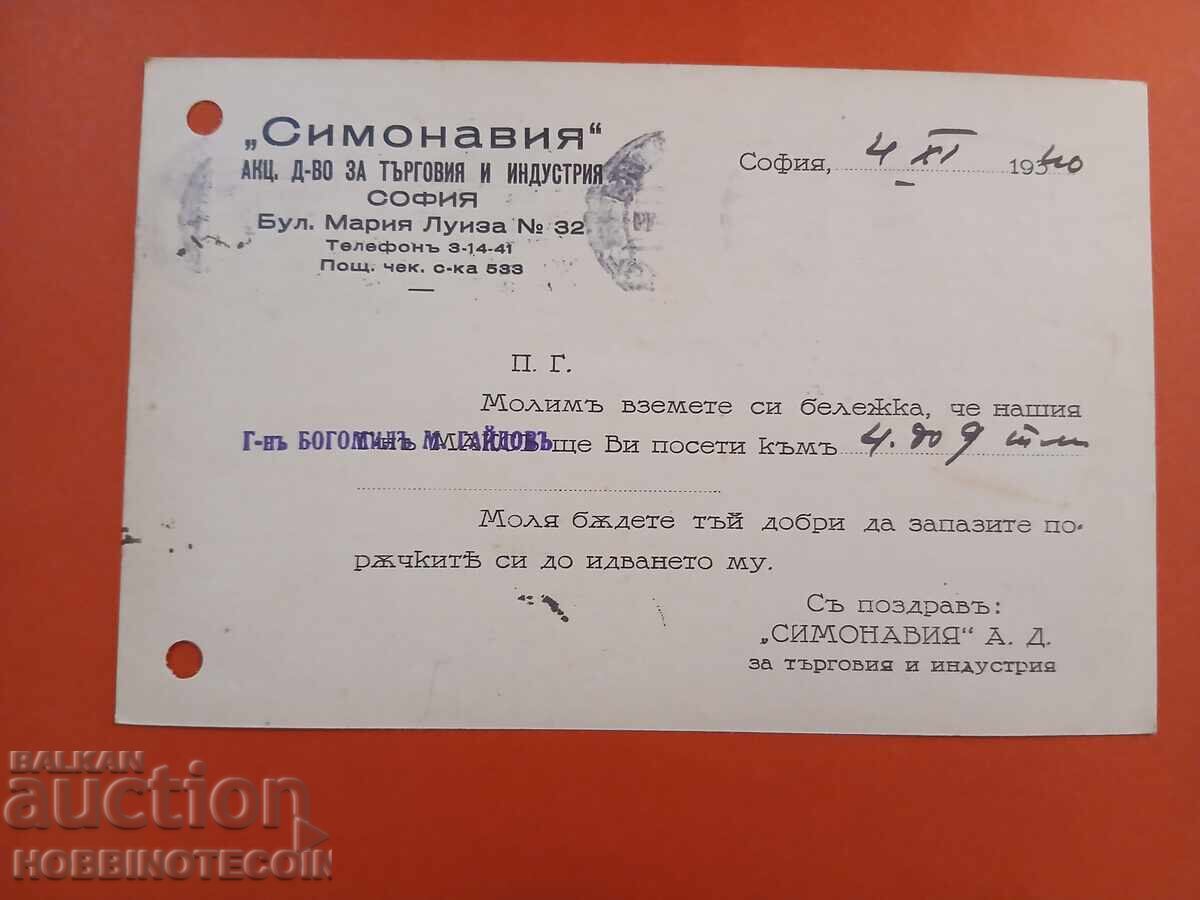 „Симонавия“
АКЦ. Д-ВО ЗА ТЪРГОВИЯ И ИНДУСТРИЯ
СОФИЯ
Бул. Мария Луиза № 32
Телефонъ 3-14-41
Пощ. чек. с-ка 533
София, 4 XI 1940
П. Г.
Молимъ вземете си бележка, че нашия
Г-нъ БОГОМИЛЪ М. ГАЙДОВЪ ще Ви посети къмъ 4. до 9 т. м.
Моля бѫдете тъй добри да запазите по-
рѫчкитѣ си до идването му.
Съ поздравъ:
„СИМОНАВИЯ“ А. Д.
за търговия и индустрия
BALKAN
auction
HOBBINOTECOIN